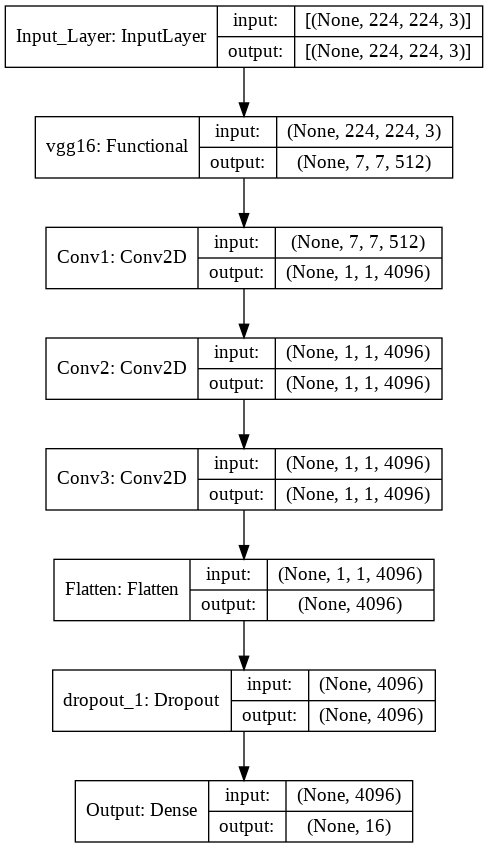 Input_Layer: InputLayer
input: [(None, 224, 224, 3)]
output: [(None, 224, 224, 3)]
vgg16: Functional
input: (None, 224, 224, 3)
output: (None, 7, 7, 512)
Conv1: Conv2D
input: (None, 7, 7, 512)
output: (None, 1, 1, 4096)
Conv2: Conv2D
input: (None, 1, 1, 4096)
output: (None, 1, 1, 4096)
Conv3: Conv2D
input: (None, 1, 1, 4096)
output: (None, 1, 1, 4096)
Flatten: Flatten
input: (None, 1, 1, 4096)
output: (None, 4096)
dropout_1: Dropout
input: (None, 4096)
output: (None, 4096)
Output: Dense
input: (None, 4096)
output: (None, 16)